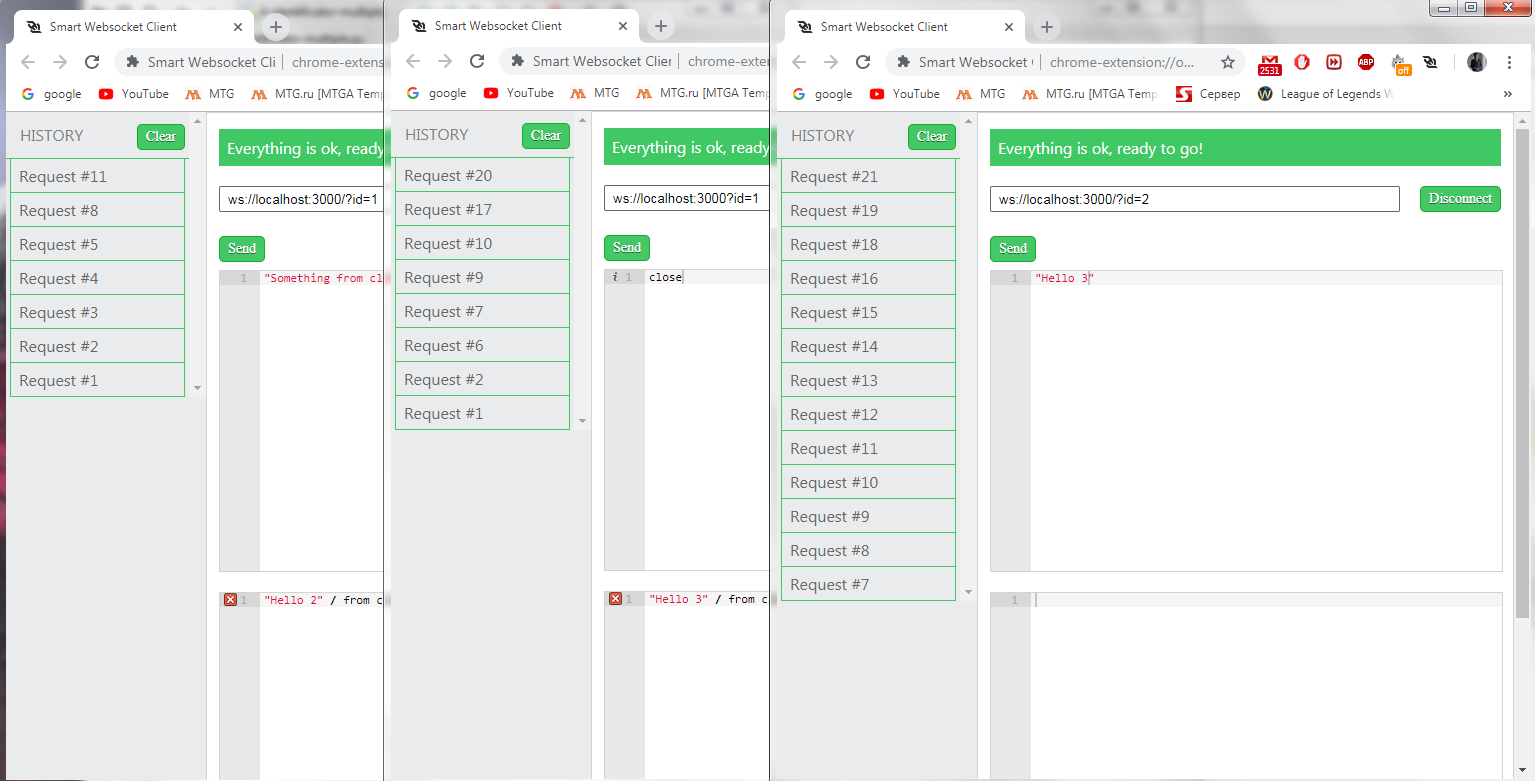 Smart Websocket Client
Smart Websocket Cli
chrome-exten
google
YouTube
MTG
MTG.ru [MTGA Temp
HISTORY
Clear
Request #11
Request #8
Request #5
Request #4
Request #3
Request #2
Request #1
Everything is ok, ready
ws://localhost:3000/?id=1
Send
1 "Something from cl
1 "Hello 2" / from c
Smart Websocket Client
Smart Websocket Clier
chrome-exten
google
YouTube
MTG
MTG.ru [MTGA Temp
HISTORY
Clear
Request #20
Request #17
Request #10
Request #9
Request #7
Request #6
Request #2
Request #1
Everything is ok, ready
ws://localhost:3000?id=1
Send
i 1 close
1 "Hello 3" / from c
Smart Websocket Client
Smart Websocket
chrome-extension://o...
2531
ABP
off
google
YouTube
MTG
MTG.ru [MTGA Temp
Сервер
League of Legends W
»
HISTORY
Clear
Request #21
Request #19
Request #18
Request #16
Request #15
Request #14
Request #13
Request #12
Request #11
Request #10
Request #9
Request #8
Request #7
Everything is ok, ready to go!
ws://localhost:3000/?id=2
Disconnect
Send
1 "Hello 3"
1